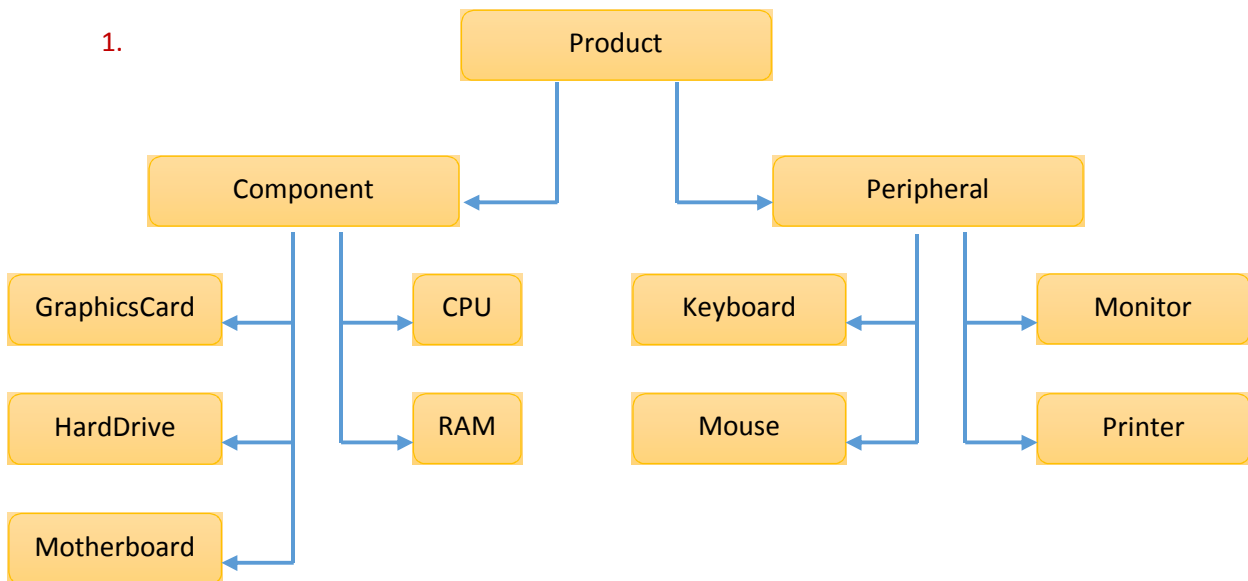 1.
Product
Component
Peripheral
GraphicsCard
CPU
Keyboard
Monitor
HardDrive
RAM
Mouse
Printer
Motherboard